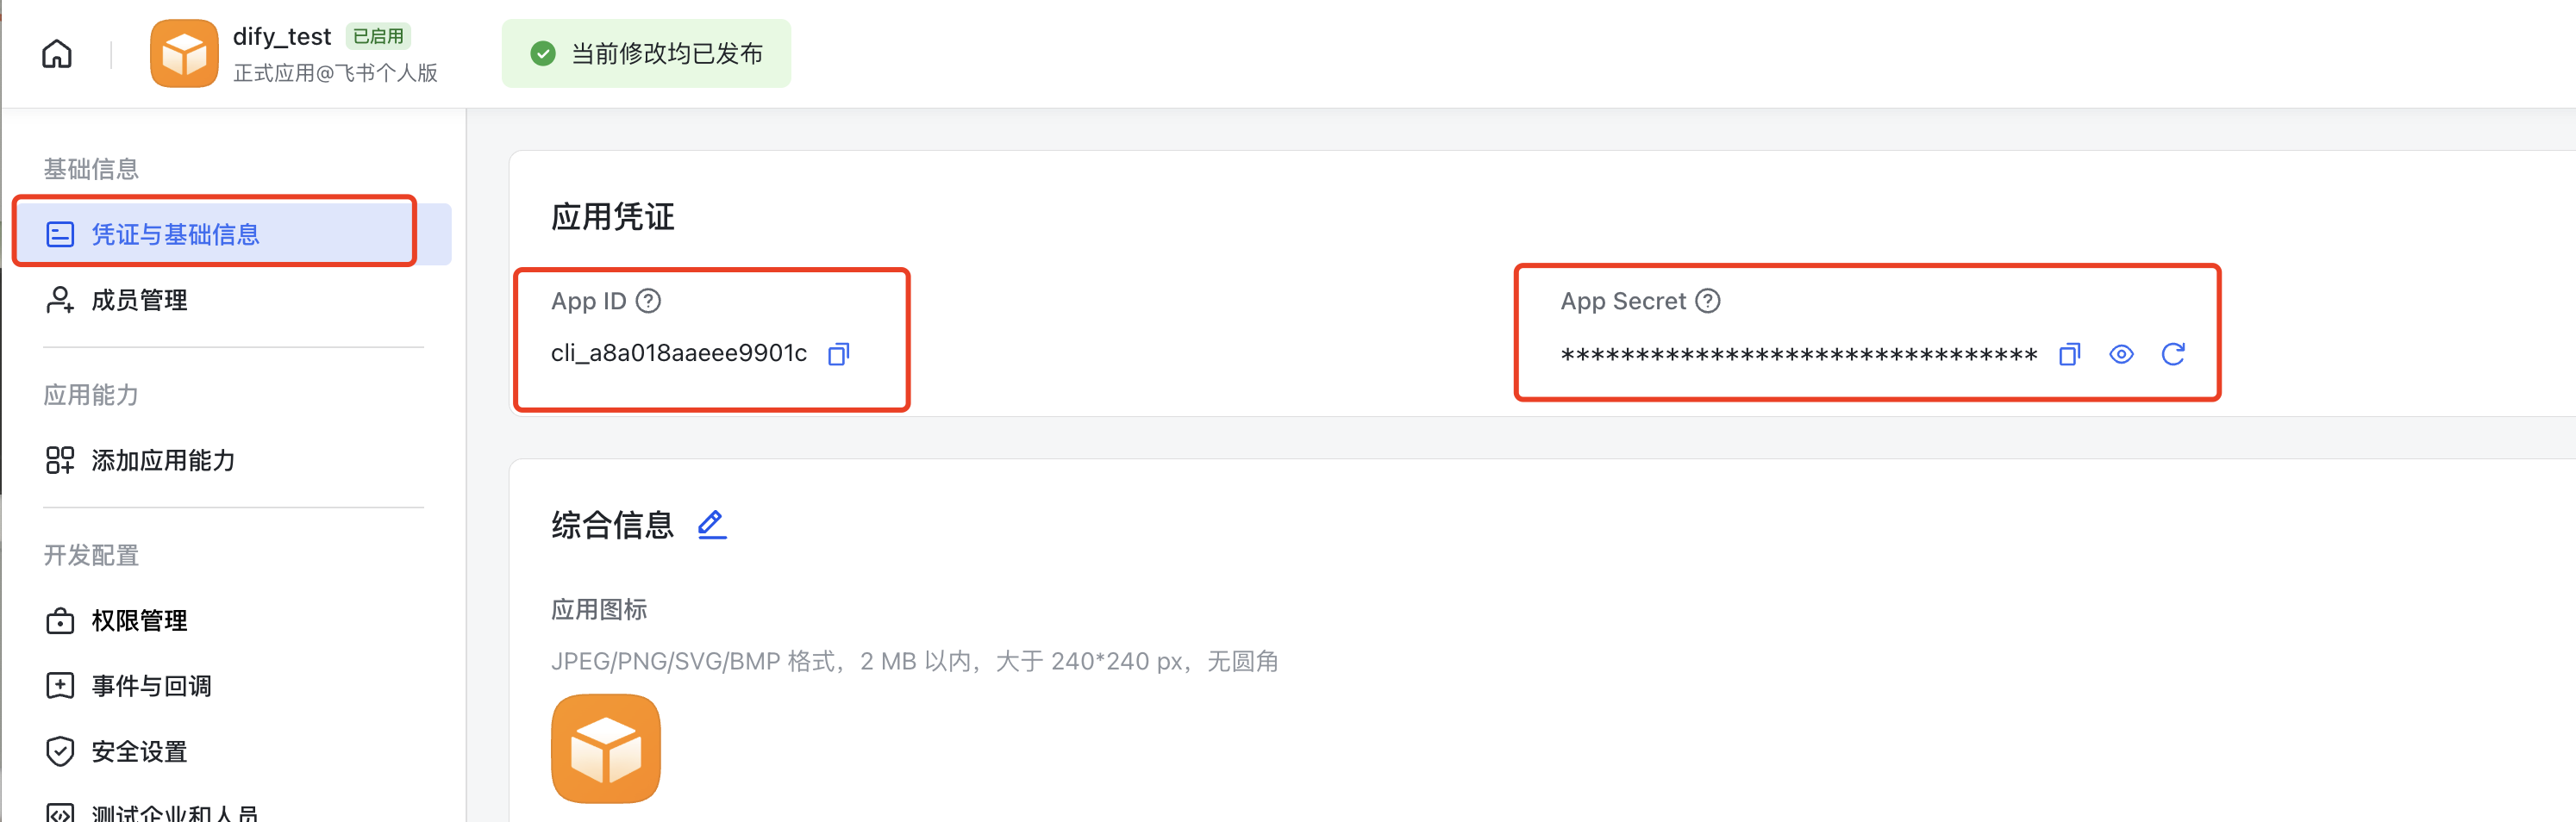 dify_test 已启用
正式应用@飞书个人版
当前修改均已发布
基础信息
凭证与基础信息
成员管理
应用能力
添加应用能力
开发配置
权限管理
事件与回调
安全设置
测试企业和人员
应用凭证
App ID
cli_a8a018aaeee9901c
App Secret
********************************
综合信息
应用图标
JPEG/PNG/SVG/BMP 格式，2 MB 以内，大于 240*240 px，无圆角